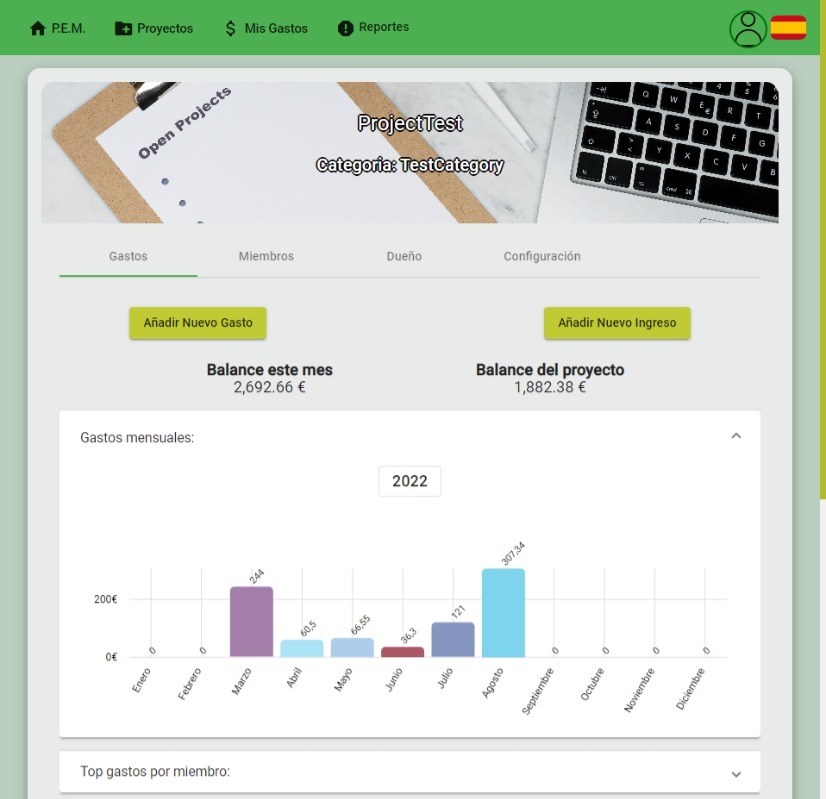 P.E.M. Proyectos Mis Gastos Reportes
Open Projects
ProjectTest
Categoria: TestCategory
Gastos Miembros Dueño Configuración
Añadir Nuevo Gasto Añadir Nuevo Ingreso
Balance este mes Balance del proyecto
2,692.66 € 1,882.38 €
Gastos mensuales:
2022
200€
0€
0 0 244 60,5 66,55 36,3 121 307,34 0 0 0 0
Enero Febrero Marzo Abril Mayo Junio Julio Agosto Septiembre Octubre Noviembre Diciembre
Top gastos por miembro: